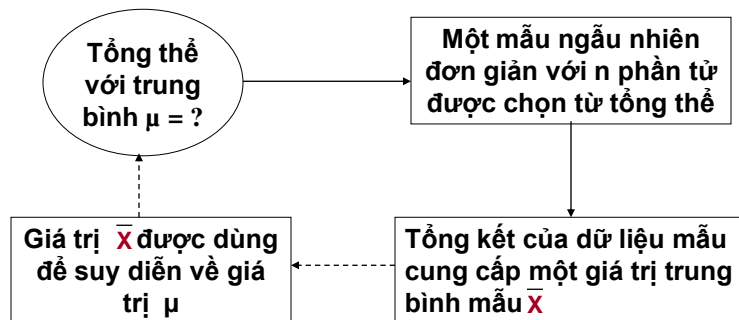 Tổng thể
với trung
bình µ = ?
Một mẫu ngẫu nhiên
đơn giản với n phần tử
được chọn từ tổng thể
Giá trị x̅ được dùng
để suy diễn về giá
trị µ
Tổng kết của dữ liệu mẫu
cung cấp một giá trị trung
bình mẫu x̅